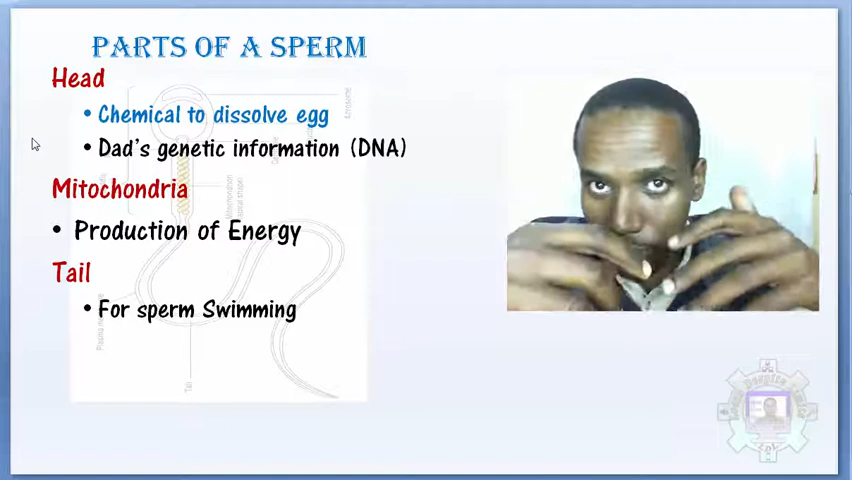 PARTS OF A SPERM
Head
• Chemical to dissolve egg
• Dad's genetic information (DNA)
Mitochondria
• Production of Energy
Tail
• For sperm Swimming
Tail